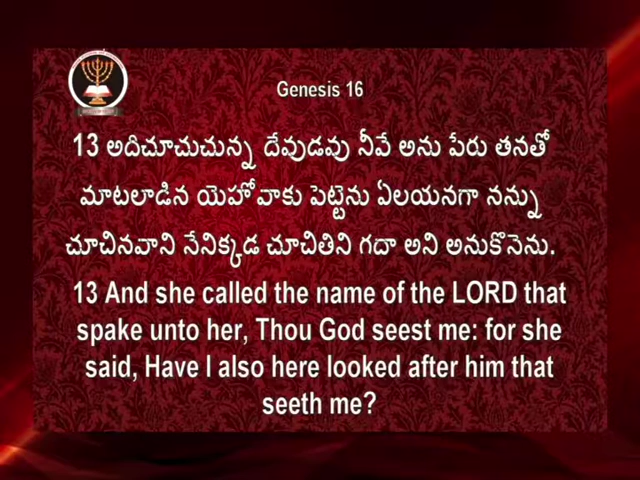 Genesis 16
13 అదిచూచుచున్న దేవుడవు నీవే అను పేరు తనతో
మాటలాడిన యెహోవాకు పెట్టెను ఏలయనగా నన్ను
చూచినవాని నేనిక్కడ చూచితిని గదా అని అనుకొనెను.
13 And she called the name of the LORD that
spake unto her, Thou God seest me: for she
said, Have I also here looked after him that
seeth me?